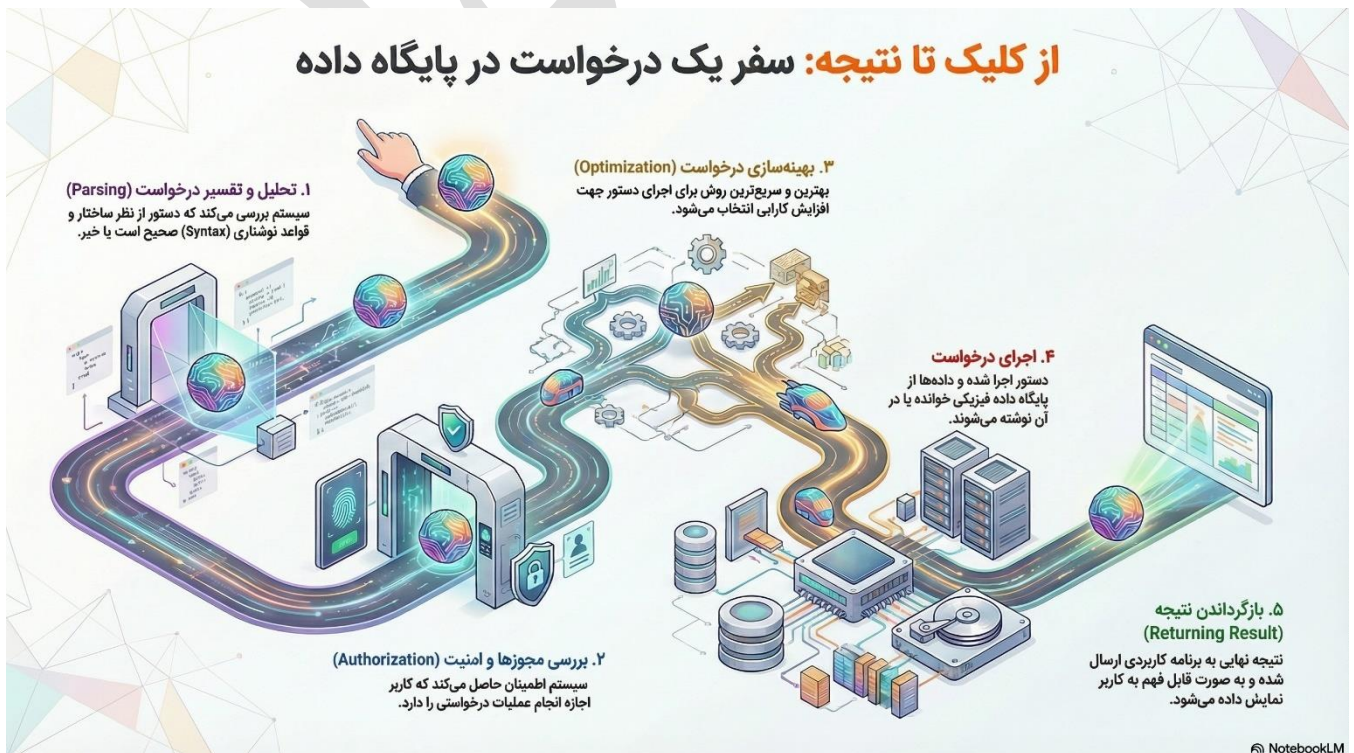 از کلیک تا نتیجه: سفر یک درخواست در پایگاه داده
۱. تحلیل و تقسیر درخواست (Parsing)
سیستم بررسی می‌کند که دستور از نظر ساختار و
قواعد نوشتاری (Syntax) صحیح است یا خیر.
۲. بررسی مجوزها و امنیت (Authorization)
سیستم اطمینان حاصل می‌کند که کاربر
اجازه انجام عملیات درخواستی را دارد.
۳. بهینه‌سازی درخواست (Optimization)
بهترین و سریع‌ترین روش برای اجرای دستور جهت
افزایش کارایی انتخاب می‌شود.
۴. اجرای درخواست
دستور اجرا شده و داده‌ها از
پایگاه داده فیزیکی خوانده یا در
آن نوشته می‌شوند.
۵. بازگرداندن نتیجه
(Returning Result)
نتیجه نهایی به برنامه کاربردی ارسال
شده و به صورت قابل فهم به کاربر
نمایش داده می‌شود.
NotebookLM